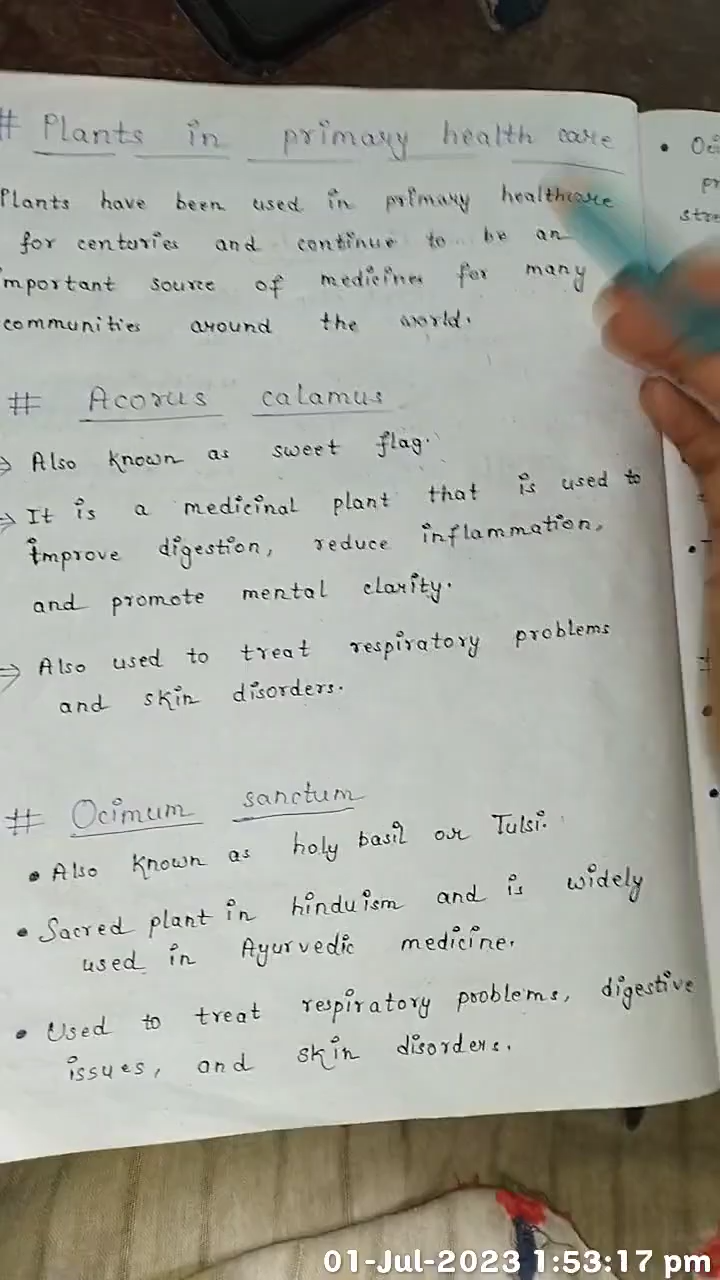 # Plants in primary health care
Plants have been used in primary healthcare
for centuries and continue to be an
important source of medicines for many
communities around the world.
# Acorus calamus
⇒ Also known as sweet flag.
⇒ It is a medicinal plant that is used to
improve digestion, reduce inflammation,
and promote mental clarity.
⇒ Also used to treat respiratory problems
and skin disorders.
# Ocimum sanctum
• Also known as holy basil or Tulsi.
• Sacred plant in hinduism and is widely
used in Ayurvedic medicine.
• Used to treat respiratory problems, digestive
issues, and skin disorders.
01-Jul-2023 1:53:17 pm